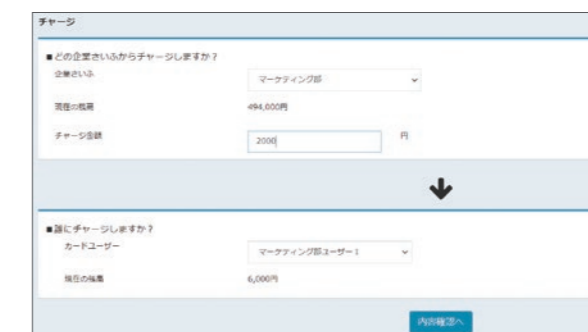 チャージ
■どの企業さいふからチャージしますか？
企業さいふ
マーケティング部
現在の残高
494,000円
チャージ金額
2000
円
■誰にチャージしますか？
カードユーザー
マーケティング部ユーザー1
現在の残高
6,000円
内容確認へ